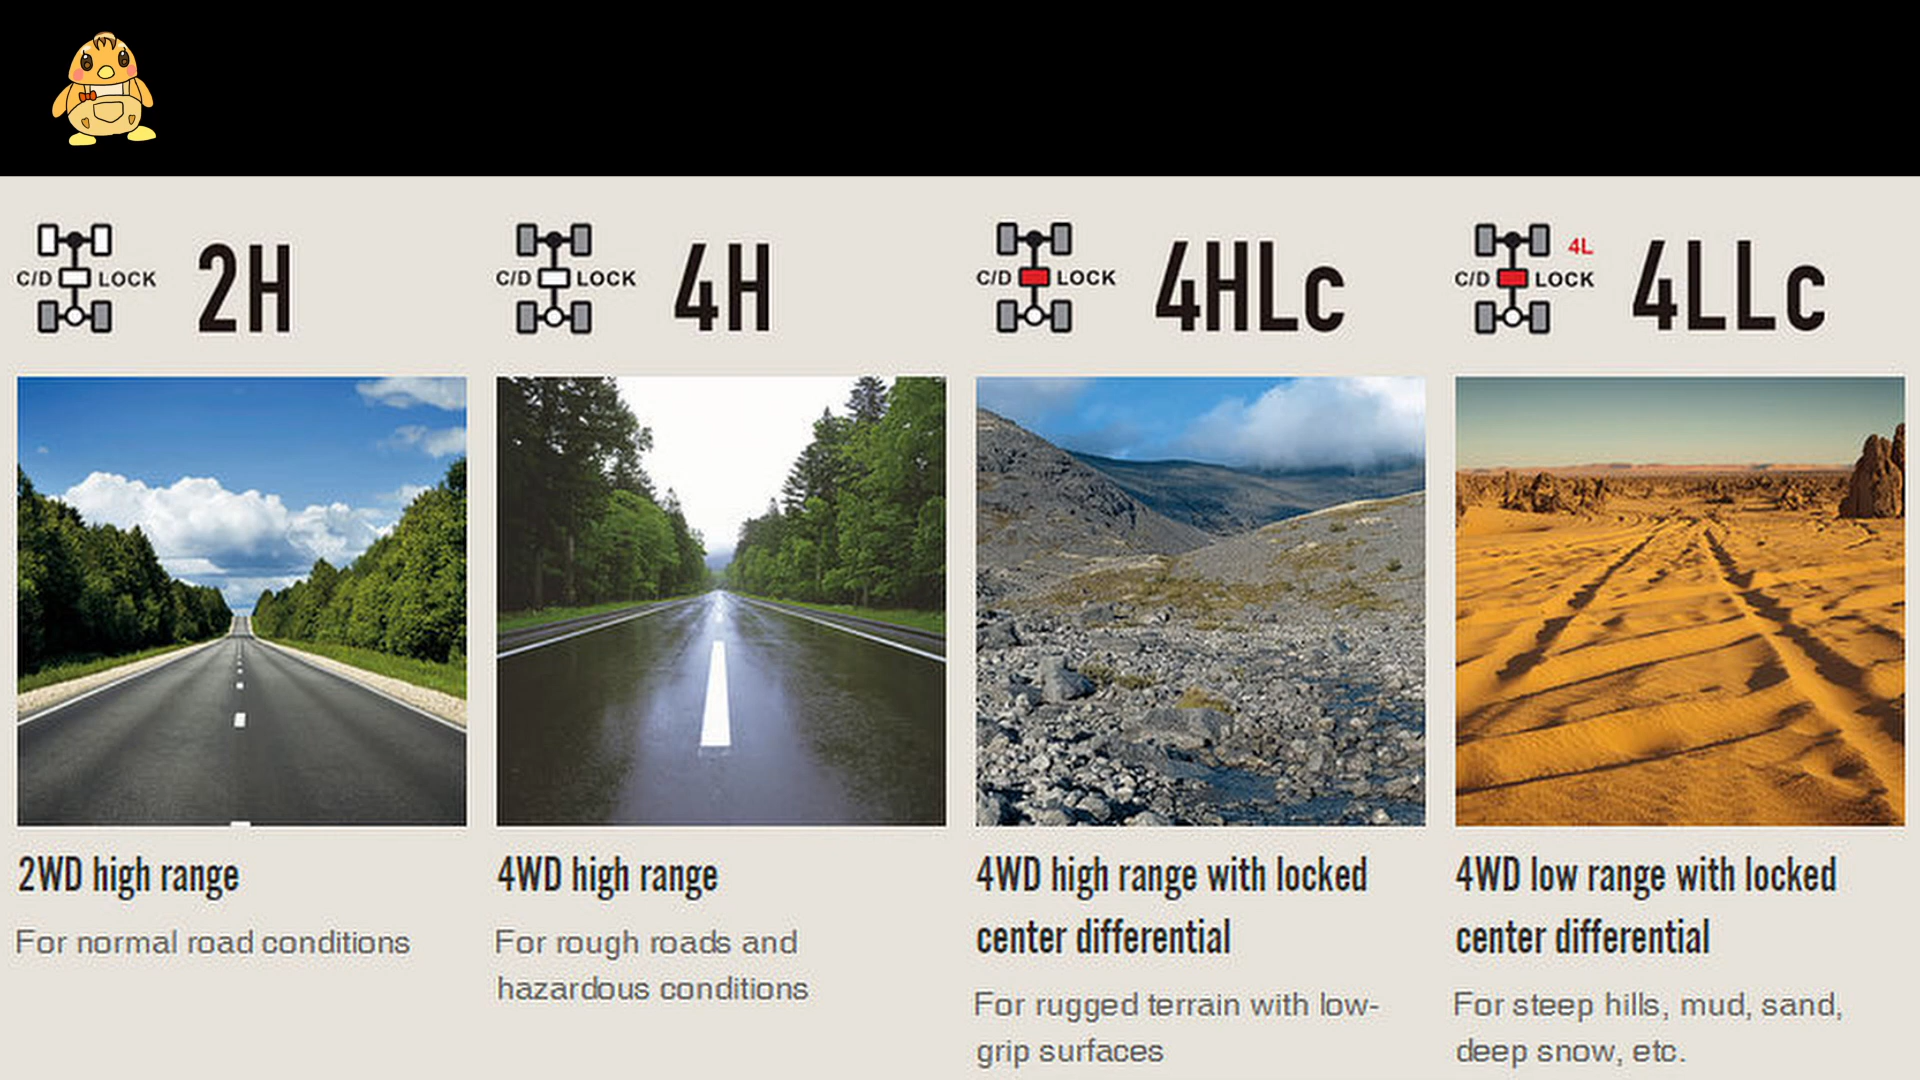 C/D LOCK 2H
C/D LOCK 4H
C/D LOCK 4HLc
4L
C/D LOCK 4LLc
2WD high range
For normal road conditions
4WD high range
For rough roads and
hazardous conditions
4WD high range with locked
center differential
For rugged terrain with low-
grip surfaces
4WD low range with locked
center differential
For steep hills, mud, sand,
deep snow, etc.